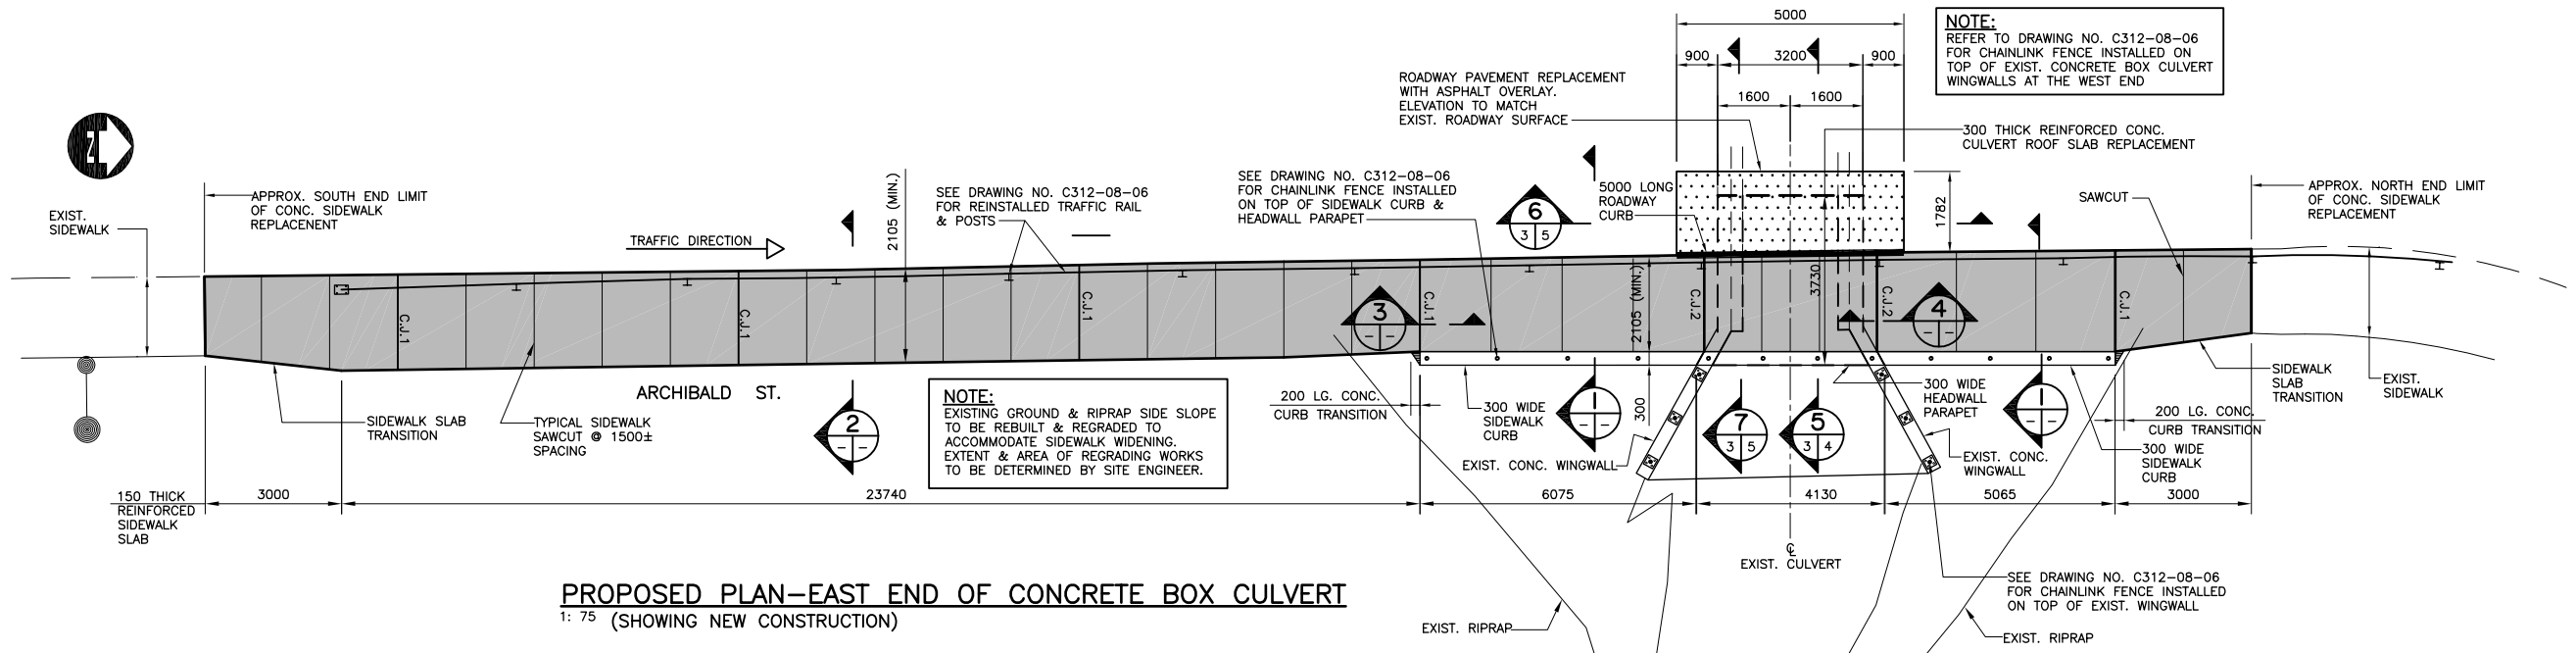 5000
900
3200
900
1600
1600
NOTE:
REFER TO DRAWING NO. C312-08-06
FOR CHAINLINK FENCE INSTALLED ON
TOP OF EXIST. CONCRETE BOX CULVERT
WINGWALLS AT THE WEST END
ROADWAY PAVEMENT REPLACEMENT
WITH ASPHALT OVERLAY.
ELEVATION TO MATCH
EXIST. ROADWAY SURFACE
300 THICK REINFORCED CONC.
CULVERT ROOF SLAB REPLACEMENT
N
EXIST.
SIDEWALK
APPROX. SOUTH END LIMIT
OF CONC. SIDEWALK
REPLACENENT
TRAFFIC DIRECTION
2105 (MIN.)
SEE DRAWING NO. C312-08-06
FOR REINSTALLED TRAFFIC RAIL
& POSTS
SEE DRAWING NO. C312-08-06
FOR CHAINLINK FENCE INSTALLED
ON TOP OF SIDEWALK CURB &
HEADWALL PARAPET
6
3 5
5000 LONG
ROADWAY
CURB
1782
SAWCUT
APPROX. NORTH END LIMIT
OF CONC. SIDEWALK
REPLACEMENT
C.J.1
C.J.1
C.J.1
C.J.1
C.J.2
C.J.2
C.J.1
3
- -
2105 (MIN.)
3730
4
- -
ARCHIBALD ST.
SIDEWALK SLAB
TRANSITION
TYPICAL SIDEWALK
SAWCUT @ 1500±
SPACING
2
- -
NOTE:
EXISTING GROUND & RIPRAP SIDE SLOPE
TO BE REBUILT & REGRADED TO
ACCOMMODATE SIDEWALK WIDENING.
EXTENT & AREA OF REGRADING WORKS
TO BE DETERMINED BY SITE ENGINEER.
200 LG. CONC.
CURB TRANSITION
300 WIDE
SIDEWALK
CURB
1
- -
300
7
3 5
5
3 4
300 WIDE
HEADWALL
PARAPET
1
- -
SIDEWALK
SLAB
TRANSITION
EXIST.
SIDEWALK
200 LG. CONC.
CURB TRANSITION
300 WIDE
SIDEWALK
CURB
EXIST. CONC. WINGWALL
EXIST. CONC.
WINGWALL
150 THICK
REINFORCED
SIDEWALK
SLAB
3000
23740
6075
4130
5065
3000
℄
EXIST. CULVERT
PROPOSED PLAN-EAST END OF CONCRETE BOX CULVERT
1: 75 (SHOWING NEW CONSTRUCTION)
SEE DRAWING NO. C312-08-06
FOR CHAINLINK FENCE INSTALLED
ON TOP OF EXIST. WINGWALL
EXIST. RIPRAP
EXIST. RIPRAP